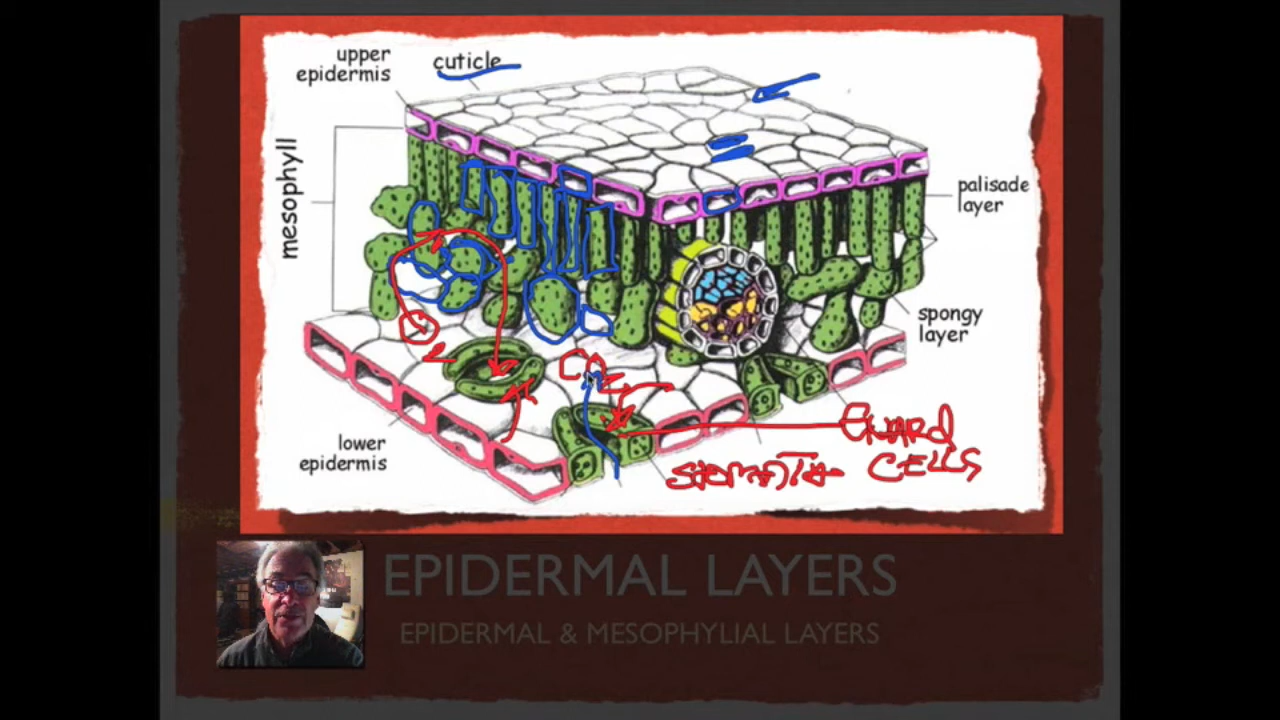 upper
epidermis
cuticle
mesophyll
palisade
layer
spongy
layer
lower
epidermis
GUARD
CELLS
EPIDERMAL LAYERS
EPIDERMAL & MESOPHYLIAL LAYERS